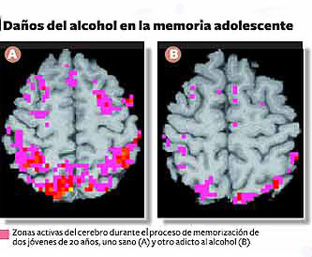 Daños del alcohol en la memoria adolescente
A
B
Zonas activas del cerebro durante el proceso de memorización de
dos jóvenes de 20 años, uno sano (A) y otro adicto al alcohol (B).